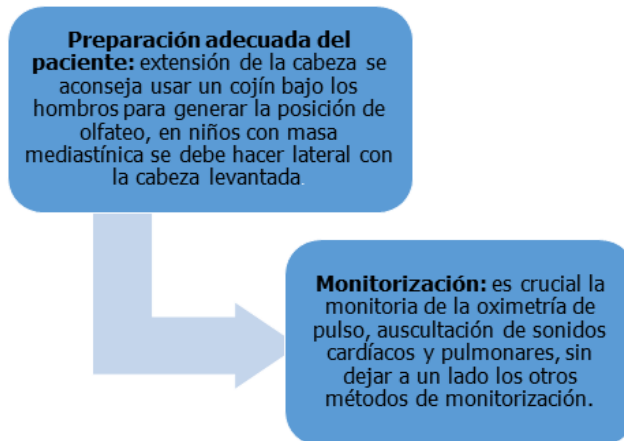 Preparación adecuada del
paciente: extensión de la cabeza se
aconseja usar un cojín bajo los
hombros para generar la posición de
olfateo, en niños con masa
mediastínica se debe hacer lateral con
la cabeza levantada.
Monitorización: es crucial la
monitoria de la oximetría de
pulso, auscultación de sonidos
cardíacos y pulmonares, sin
dejar a un lado los otros
métodos de monitorización.